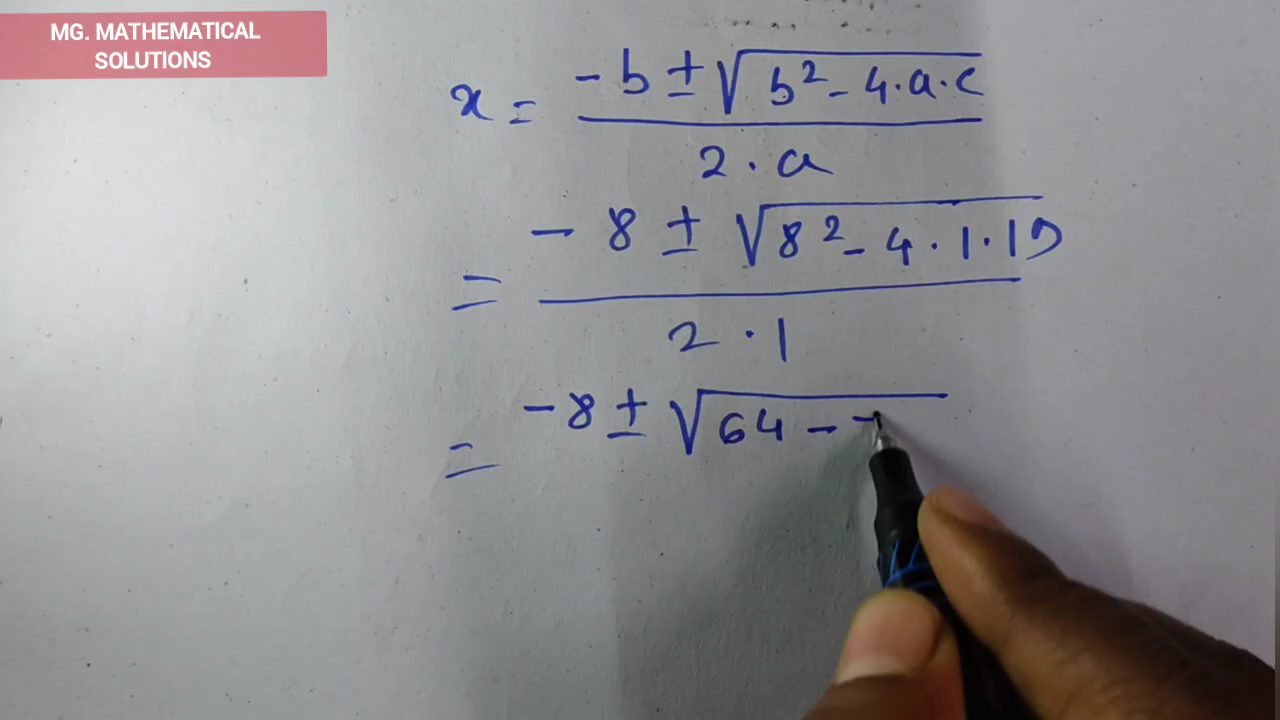 MG. MATHEMATICAL
SOLUTIONS
x = (-b ± √(b² - 4·a·c)) / (2·a)
= (-8 ± √(8² - 4·1·15)) / (2·1)
= -8 ± √(64 -